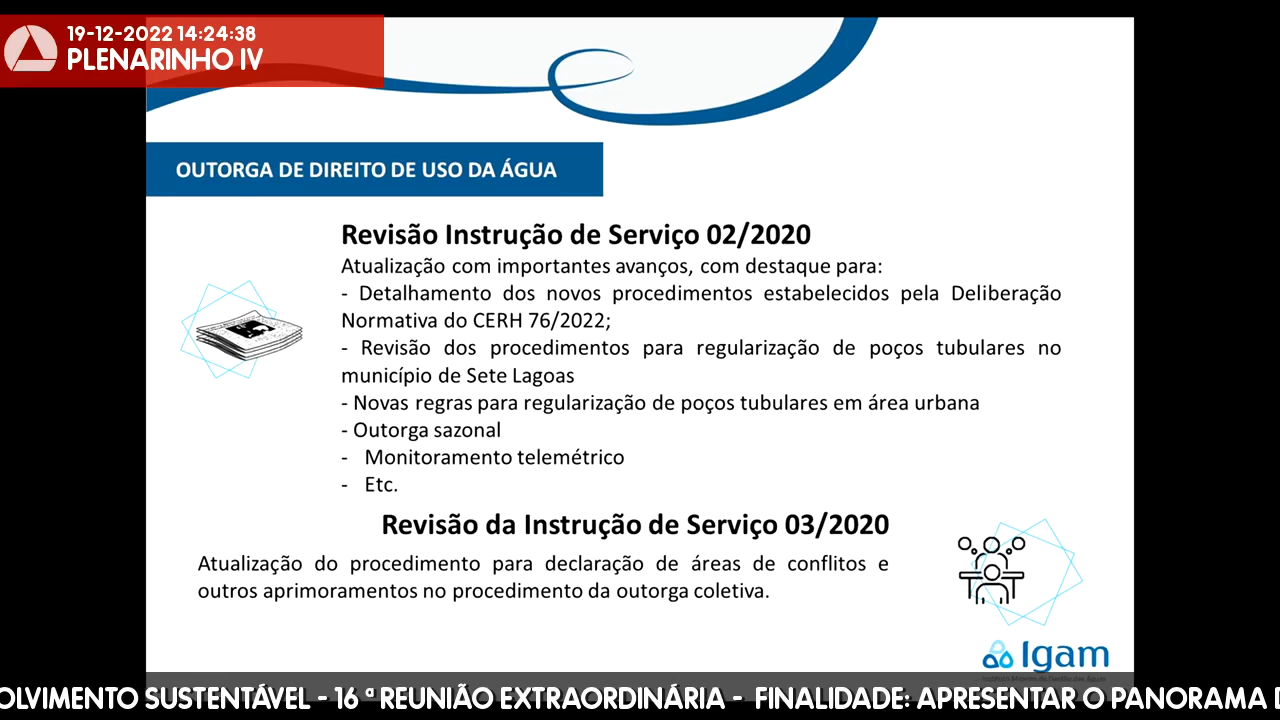 19-12-2022 14:24:38
PLENARINHO IV
OUTORGA DE DIREITO DE USO DA ÁGUA
Revisão Instrução de Serviço 02/2020
Atualização com importantes avanços, com destaque para:
- Detalhamento dos novos procedimentos estabelecidos pela Deliberação
Normativa do CERH 76/2022;
- Revisão dos procedimentos para regularização de poços tubulares no
município de Sete Lagoas
- Novas regras para regularização de poços tubulares em área urbana
- Outorga sazonal
- Monitoramento telemétrico
- Etc.
Revisão da Instrução de Serviço 03/2020
Atualização do procedimento para declaração de áreas de conflitos e
outros aprimoramentos no procedimento da outorga coletiva.
Igam
OLVIMENTO SUSTENTÁVEL - 16 ª REUNIÃO EXTRAORDINÁRIA - FINALIDADE: APRESENTAR O PANORAMA